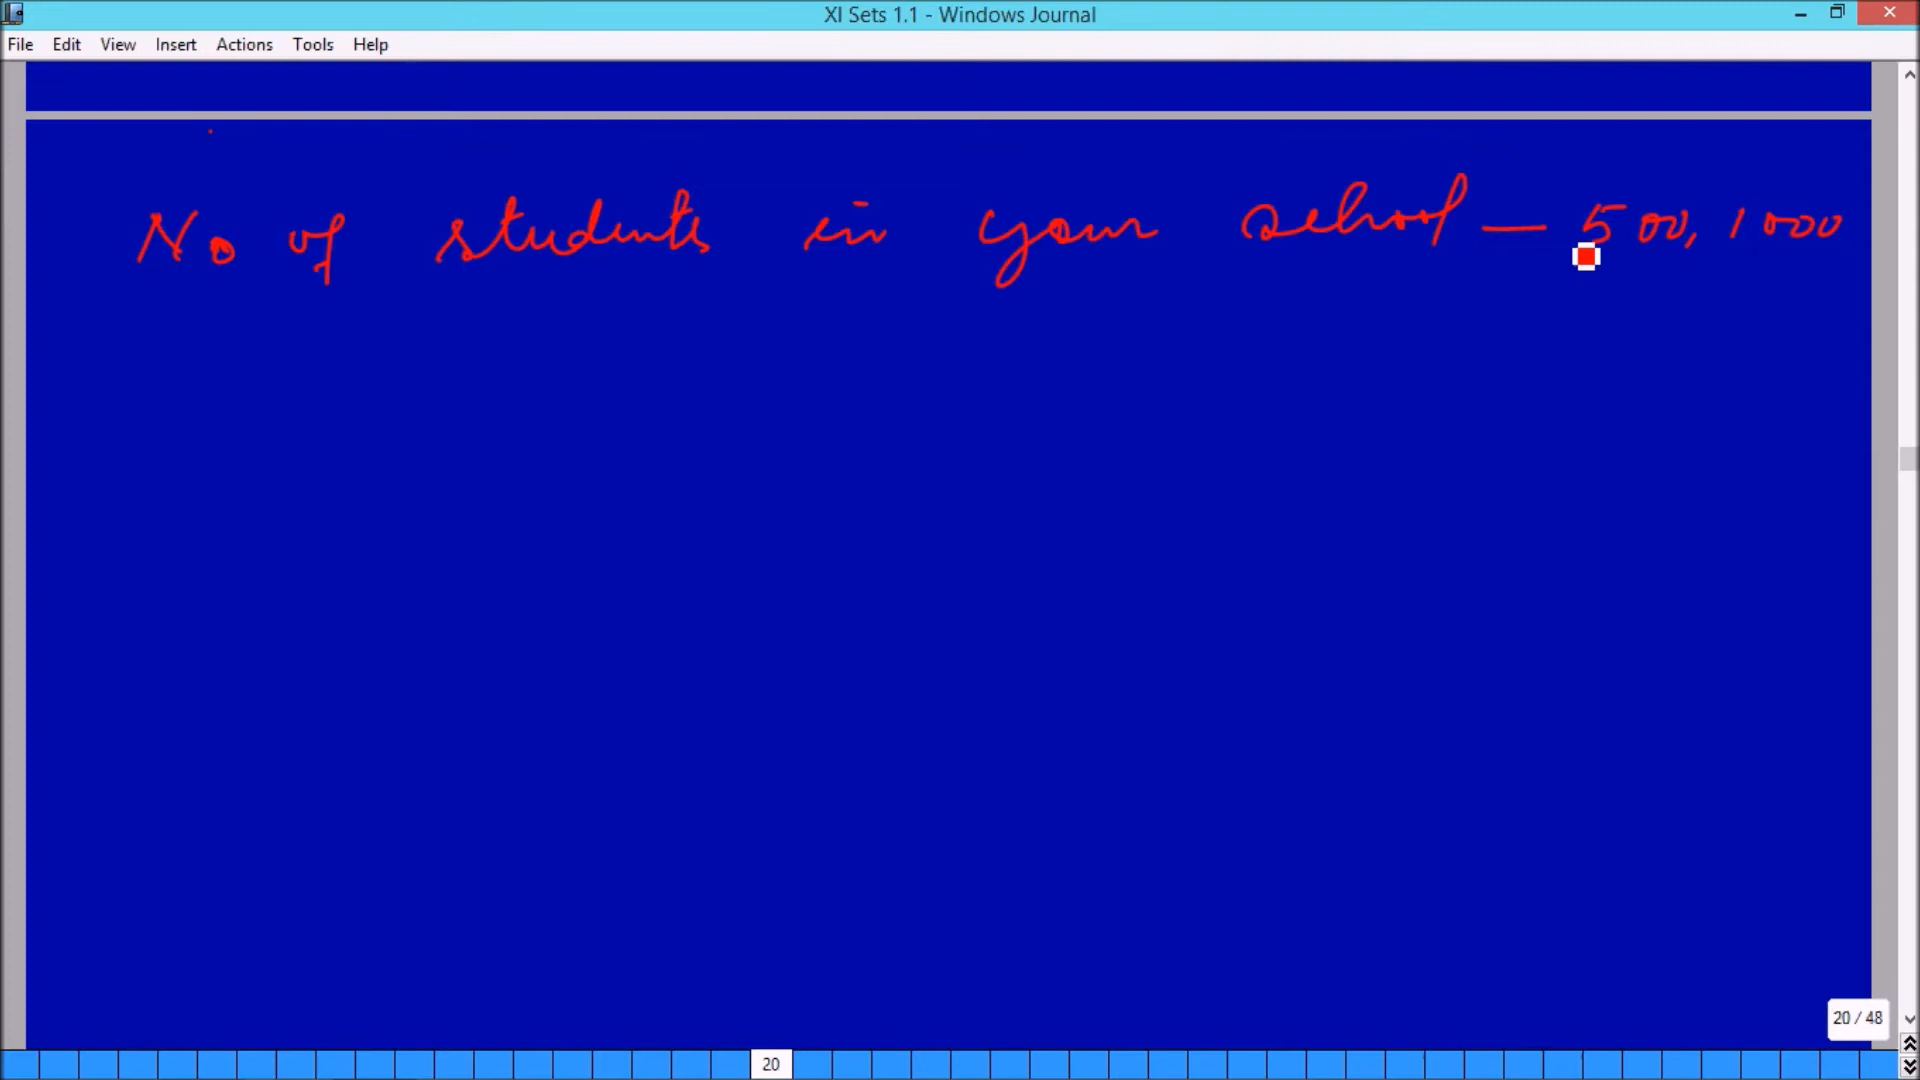 XI Sets 1.1 - Windows Journal
File Edit View Insert Actions Tools Help
No of students in your school — 500, 1000
20 / 48
20